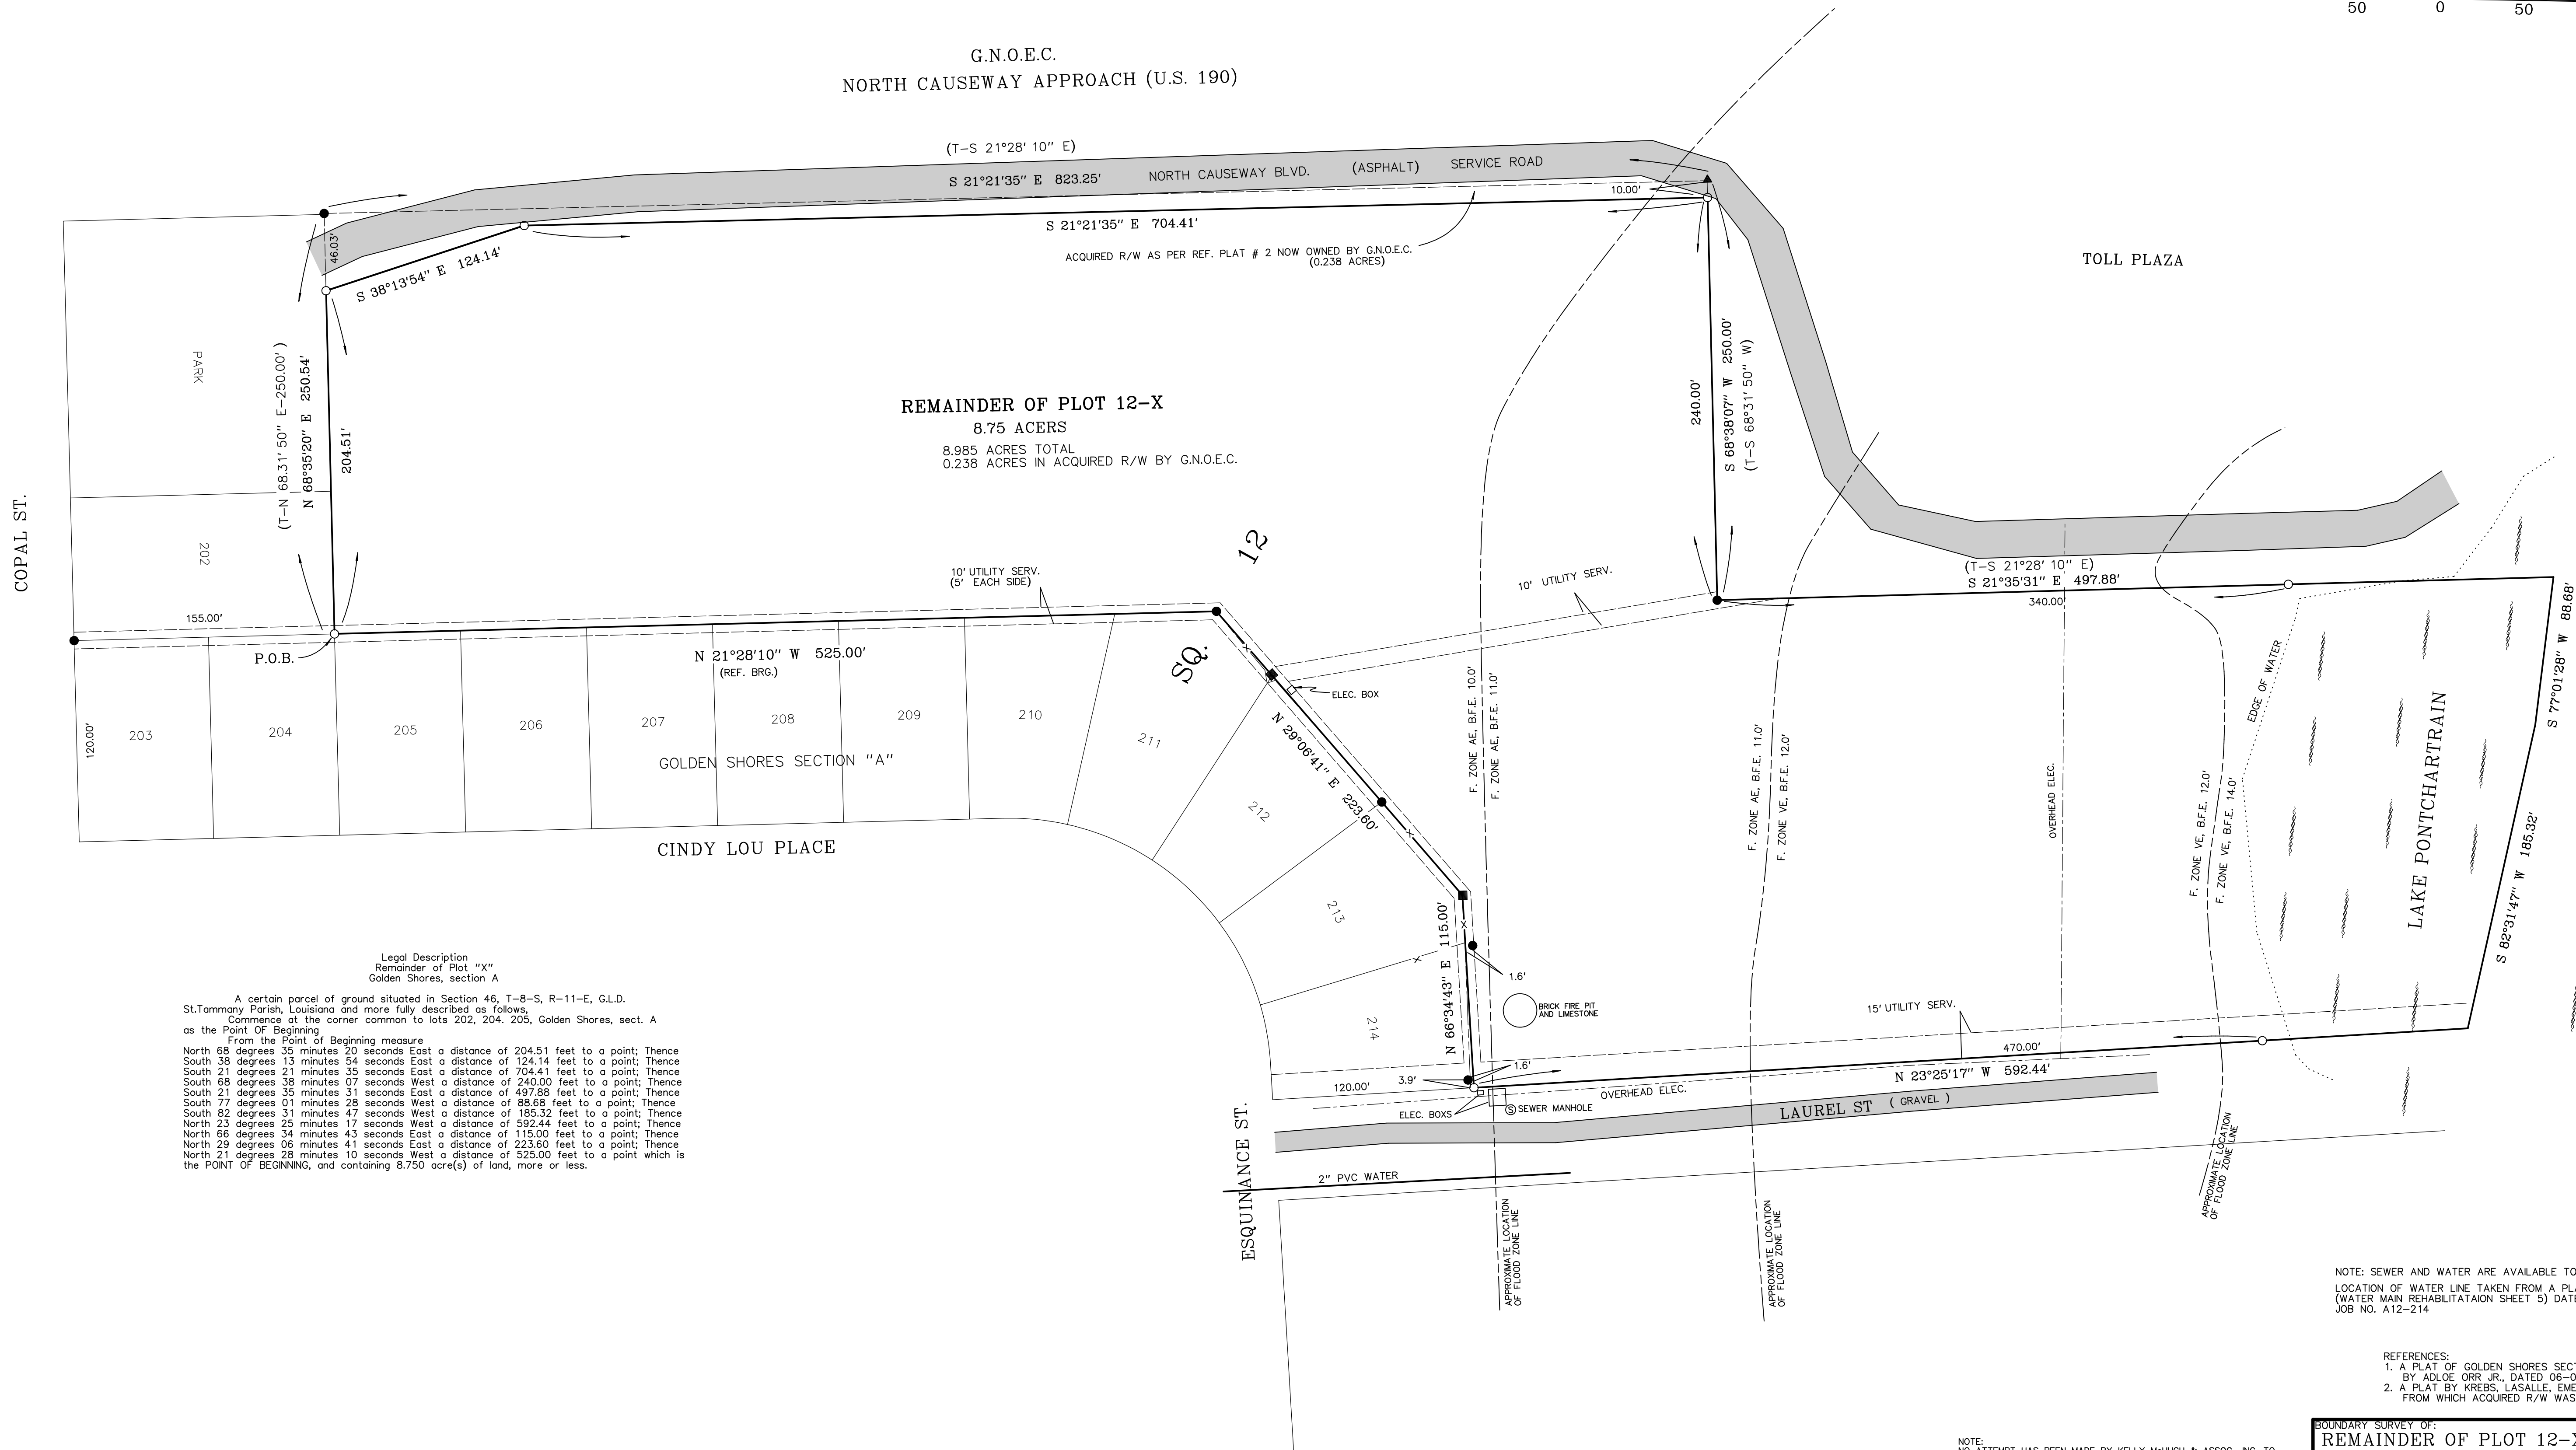 50 0 50
G.N.O.E.C.
NORTH CAUSEWAY APPROACH (U.S. 190)
(T-S 21°28' 10" E)
S 21°21'35" E 823.25'
NORTH CAUSEWAY BLVD. (ASPHALT) SERVICE ROAD
10.00'
46.03'
S 38°13'54" E 124.14'
S 21°21'35" E 704.41'
ACQUIRED R/W AS PER REF. PLAT # 2 NOW OWNED BY G.N.O.E.C.
(0.238 ACRES)
TOLL PLAZA
PARK
(T-N 68.31' 50" E-250.00' )
N 68°35'20" E 250.54'
204.51'
REMAINDER OF PLOT 12-X
8.75 ACERS
8.985 ACRES TOTAL
0.238 ACRES IN ACQUIRED R/W BY G.N.O.E.C.
240.00'
S 68°38'07" W 250.00'
(T-S 68°31' 50" W)
COPAL ST.
202
SQ. 12
10' UTILITY SERV.
(5' EACH SIDE)
10' UTILITY SERV.
(T-S 21°28' 10" E)
S 21°35'31" E 497.88'
340.00'
155.00'
P.O.B.
N 21°28'10" W 525.00'
(REF. BRG.)
ELEC. BOX
120.00'
203
204
205
206
207
208
209
210
211
212
213
214
GOLDEN SHORES SECTION "A"
CINDY LOU PLACE
N 29°06'41" E 223.60'
F. ZONE AE, B.F.E. 10.0'
F. ZONE AE, B.F.E. 11.0'
F. ZONE AE, B.F.E. 11.0'
F. ZONE VE, B.F.E. 12.0'
OVERHEAD ELEC.
F. ZONE VE, B.F.E. 12.0'
F. ZONE VE, B.F.E. 14.0'
EDGE OF WATER
LAKE PONTCHARTRAIN
S 77°01'28" W 88.68'
S 82°31'47" W 185.32'
N 66°34'43" E 115.00'
1.6'
BRICK FIRE PIT
AND LIMESTONE
15' UTILITY SERV.
470.00'
N 23°25'17" W 592.44'
1.6'
3.9'
120.00'
ELEC. BOXS
S SEWER MANHOLE
OVERHEAD ELEC.
LAUREL ST ( GRAVEL )
ESQUINANCE ST.
2" PVC WATER
APPROXIMATE LOCATION
OF FLOOD ZONE LINE
APPROXIMATE LOCATION
OF FLOOD ZONE LINE
APPROXIMATE LOCATION
OF FLOOD ZONE LINE
Legal Description
Remainder of Plot "X"
Golden Shores, section A
A certain parcel of ground situated in Section 46, T-8-S, R-11-E, G.L.D.
St.Tammany Parish, Louisiana and more fully described as follows,
Commence at the corner common to lots 202, 204. 205, Golden Shores, sect. A
as the Point OF Beginning
From the Point of Beginning measure
North 68 degrees 35 minutes 20 seconds East a distance of 204.51 feet to a point; Thence
South 38 degrees 13 minutes 54 seconds East a distance of 124.14 feet to a point; Thence
South 21 degrees 21 minutes 35 seconds East a distance of 704.41 feet to a point; Thence
South 68 degrees 38 minutes 07 seconds West a distance of 240.00 feet to a point; Thence
South 21 degrees 35 minutes 31 seconds East a distance of 497.88 feet to a point; Thence
South 77 degrees 01 minutes 28 seconds West a distance of 88.68 feet to a point; Thence
South 82 degrees 31 minutes 47 seconds West a distance of 185.32 feet to a point; Thence
North 23 degrees 25 minutes 17 seconds West a distance of 592.44 feet to a point; Thence
North 66 degrees 34 minutes 43 seconds East a distance of 115.00 feet to a point; Thence
North 29 degrees 06 minutes 41 seconds East a distance of 223.60 feet to a point; Thence
North 21 degrees 28 minutes 10 seconds West a distance of 525.00 feet to a point which is
the POINT OF BEGINNING, and containing 8.750 acre(s) of land, more or less.
NOTE: SEWER AND WATER ARE AVAILABLE TO
LOCATION OF WATER LINE TAKEN FROM A PLA
(WATER MAIN REHABILITATAION SHEET 5) DATE
JOB NO. A12-214
REFERENCES:
1. A PLAT OF GOLDEN SHORES SECT
BY ADLOE ORR JR., DATED 06-0
2. A PLAT BY KREBS, LASALLE, EME
FROM WHICH ACQUIRED R/W WAS
BOUNDARY SURVEY OF:
REMAINDER OF PLOT 12-X
NOTE:
NO ATTEMPT HAS BEEN MADE BY KELLY McHUGH & ASSOC. INC. TO